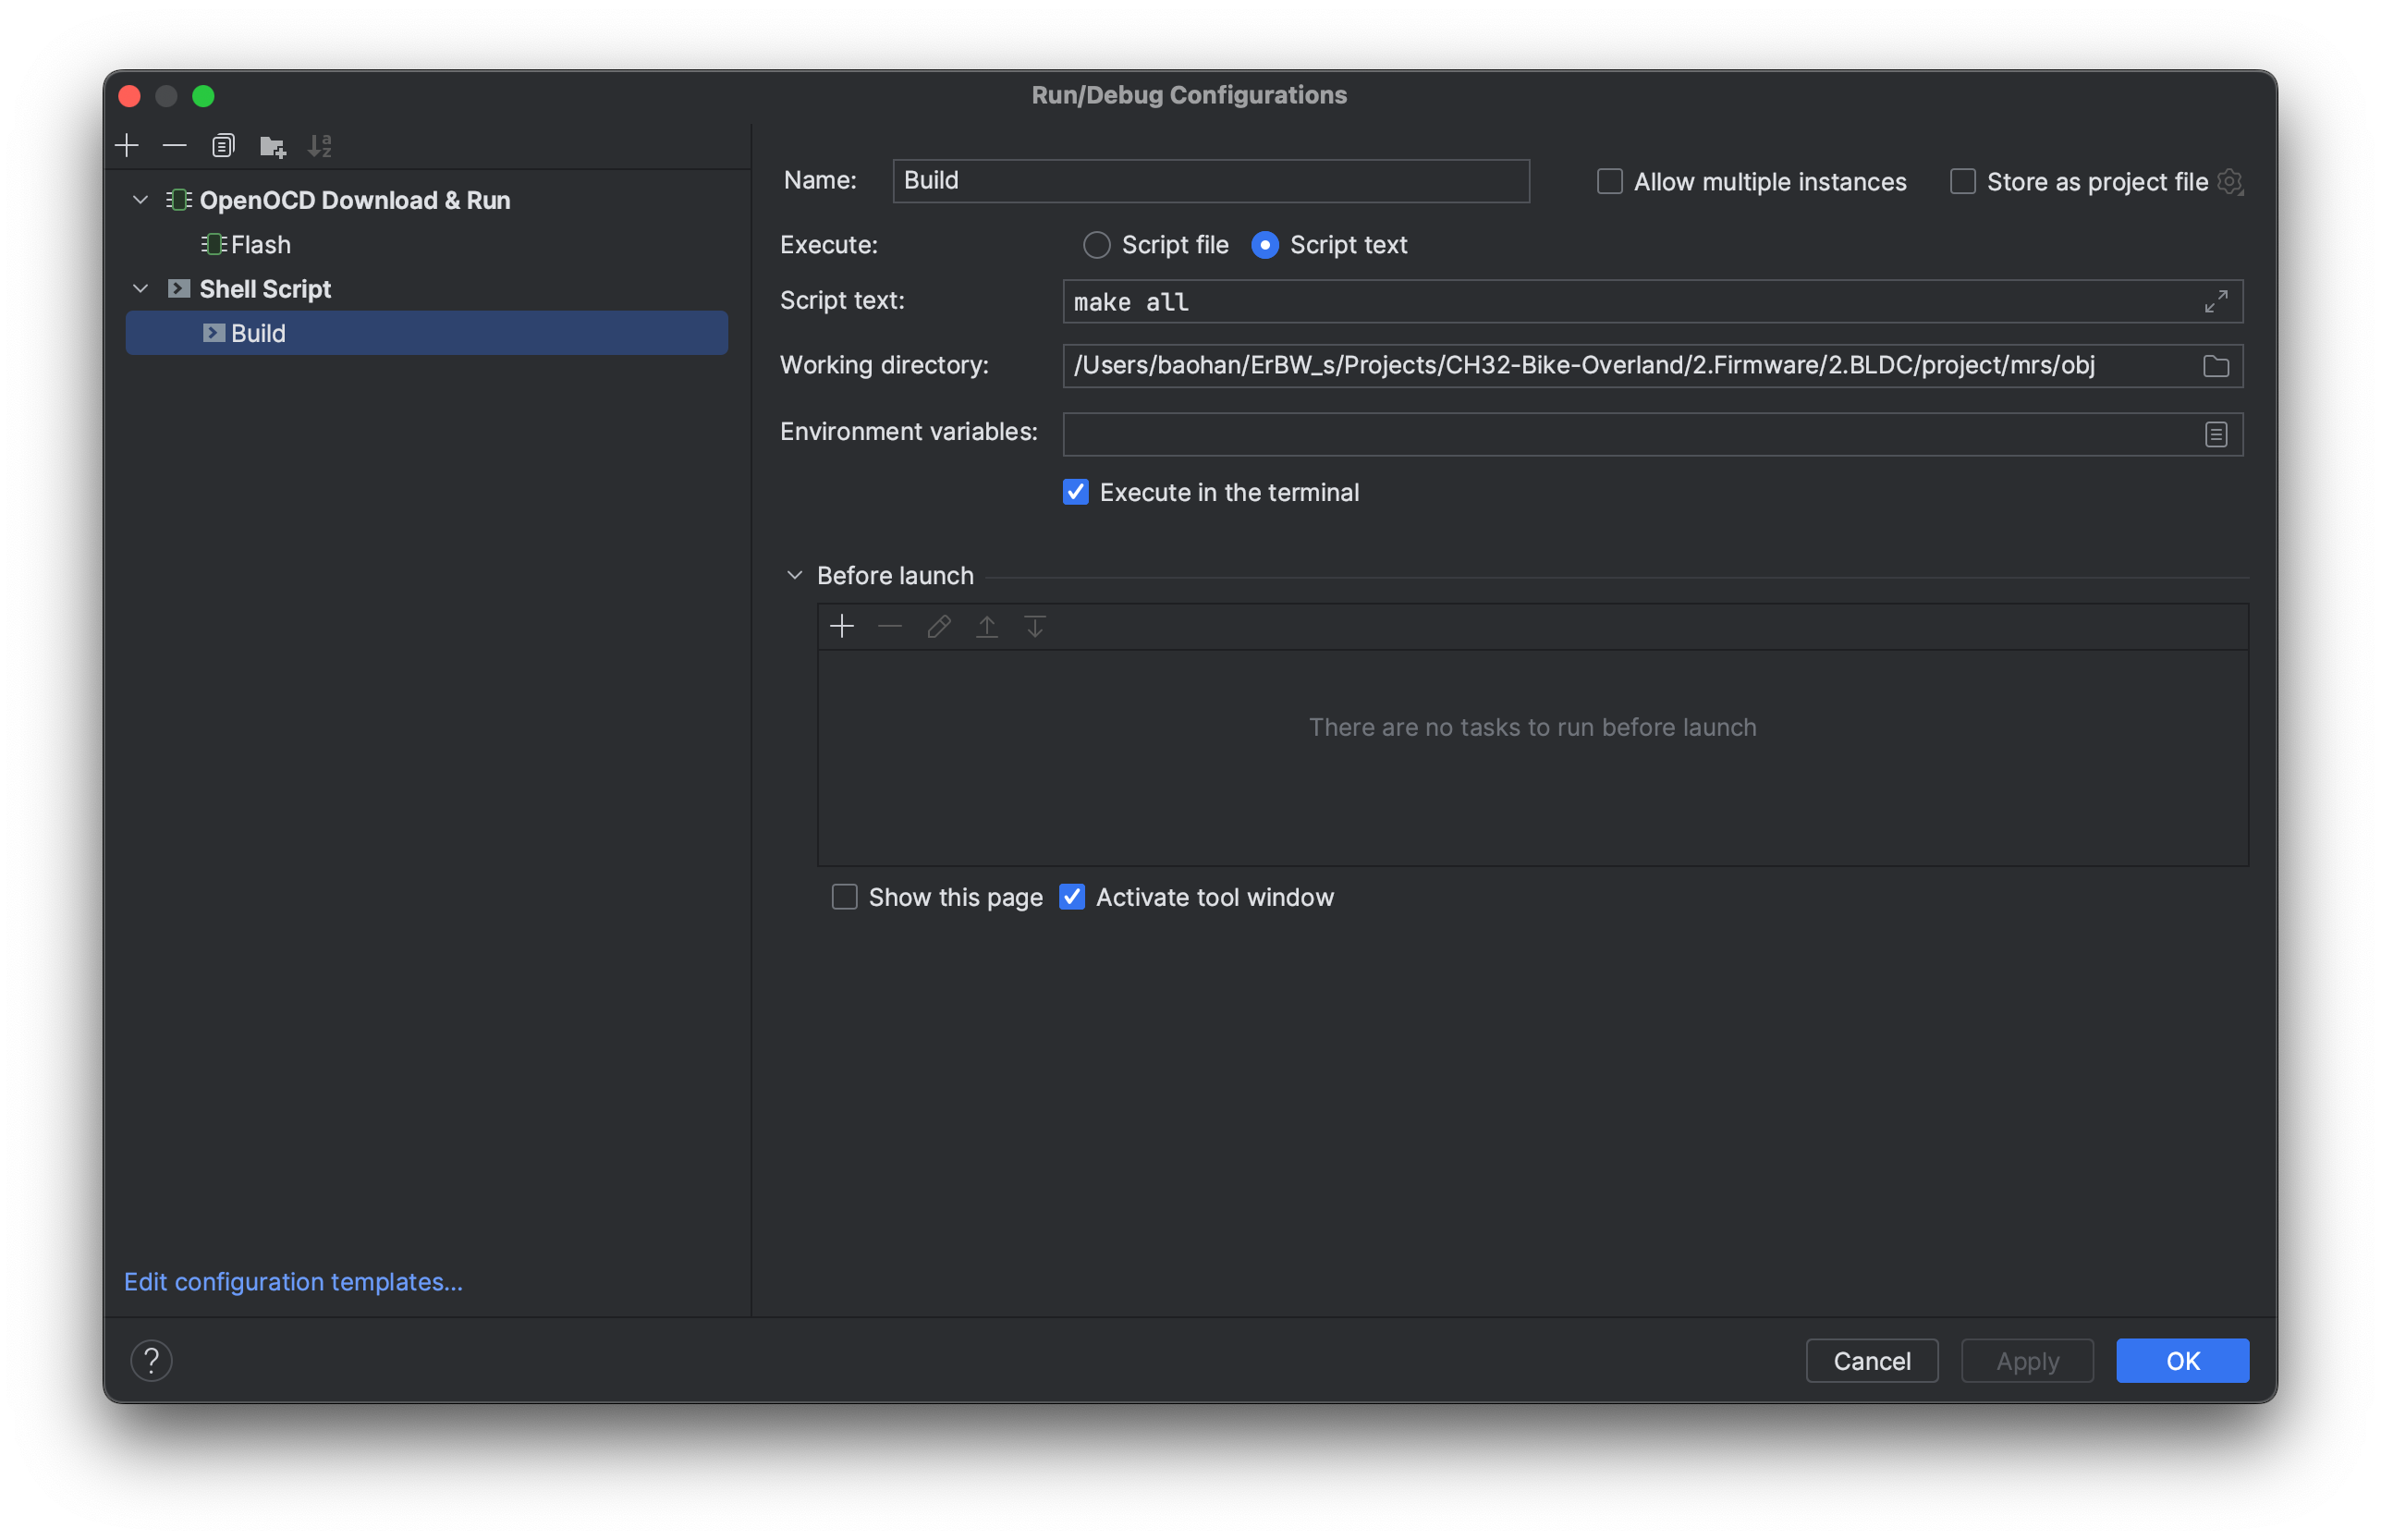 Run/Debug Configurations
OpenOCD Download & Run
Flash
Shell Script
Build
Edit configuration templates...
Name: Build
Allow multiple instances
Store as project file
Execute: Script file Script text
Script text: make all
Working directory: /Users/baohan/ErBW_s/Projects/CH32-Bike-Overland/2.Firmware/2.BLDC/project/mrs/obj
Environment variables:
Execute in the terminal
Before launch
There are no tasks to run before launch
Show this page Activate tool window
? Cancel Apply OK